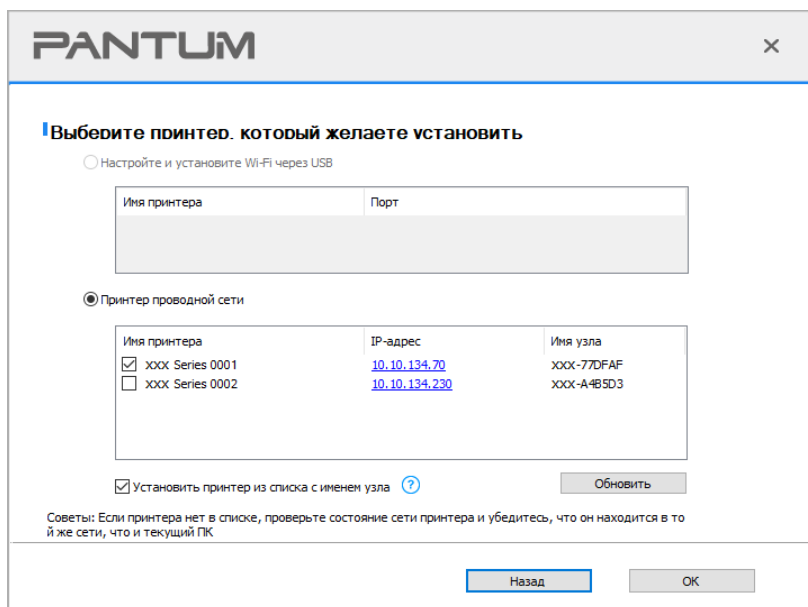 PANTUM
Выберите принтер, который желаете установить
Настройте и установите Wi-Fi через USB
Имя принтера Порт
Принтер проводной сети
Имя принтера IP-адрес Имя узла
XXX Series 0001 10.10.134.70 XXX-77DFAF
XXX Series 0002 10.10.134.230 XXX-A4B5D3
Установить принтер из списка с именем узла ?
Обновить
Советы: Если принтера нет в списке, проверьте состояние сети принтера и убедитесь, что он находится в то
й же сети, что и текущий ПК
Назад OK